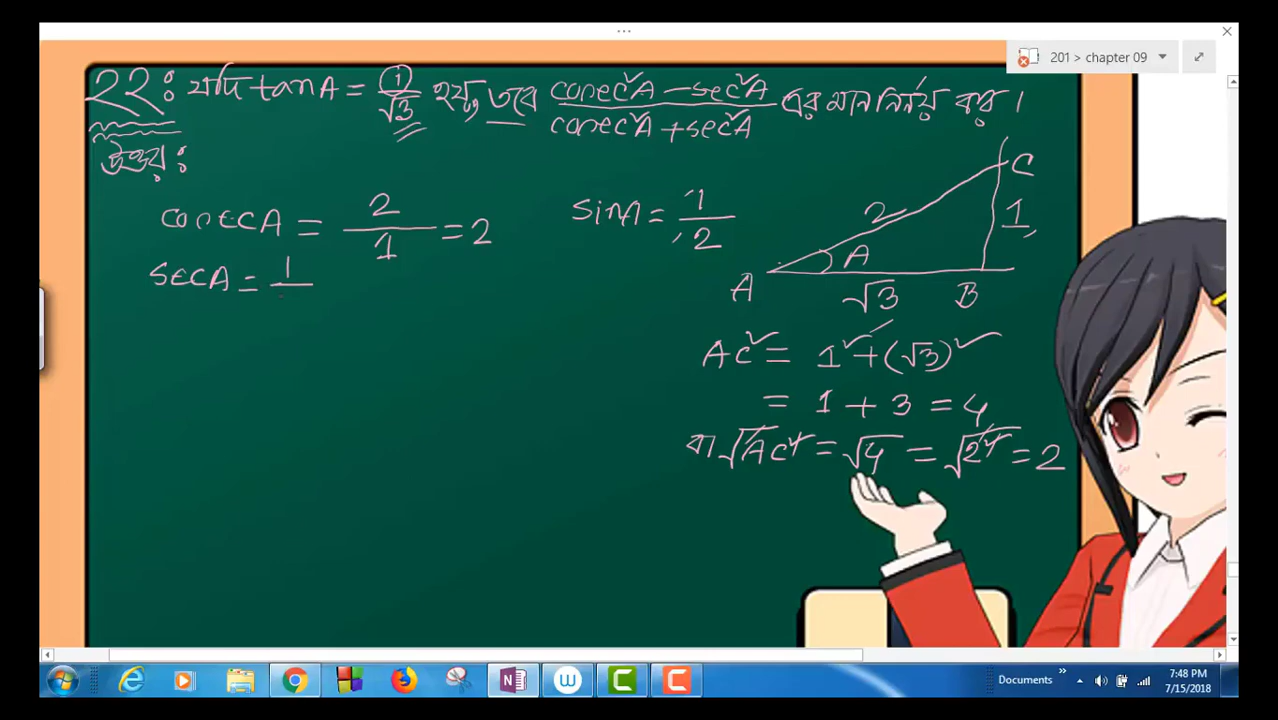 201 > chapter 09
22: যদি tanA = 1/√3 হয়, তবে cosec²A - sec²A / cosec²A + sec²A এর মান নির্নয় কর।
উত্তর:
cosecA = 2/1 = 2
sinA = 1/2
secA = 1
C
2
1
A
A
√3
B
AC² = 1² + (√3)²
= 1 + 3 = 4
বা √AC² = √4 = √2² = 2
Documents
7:48 PM
7/15/2018